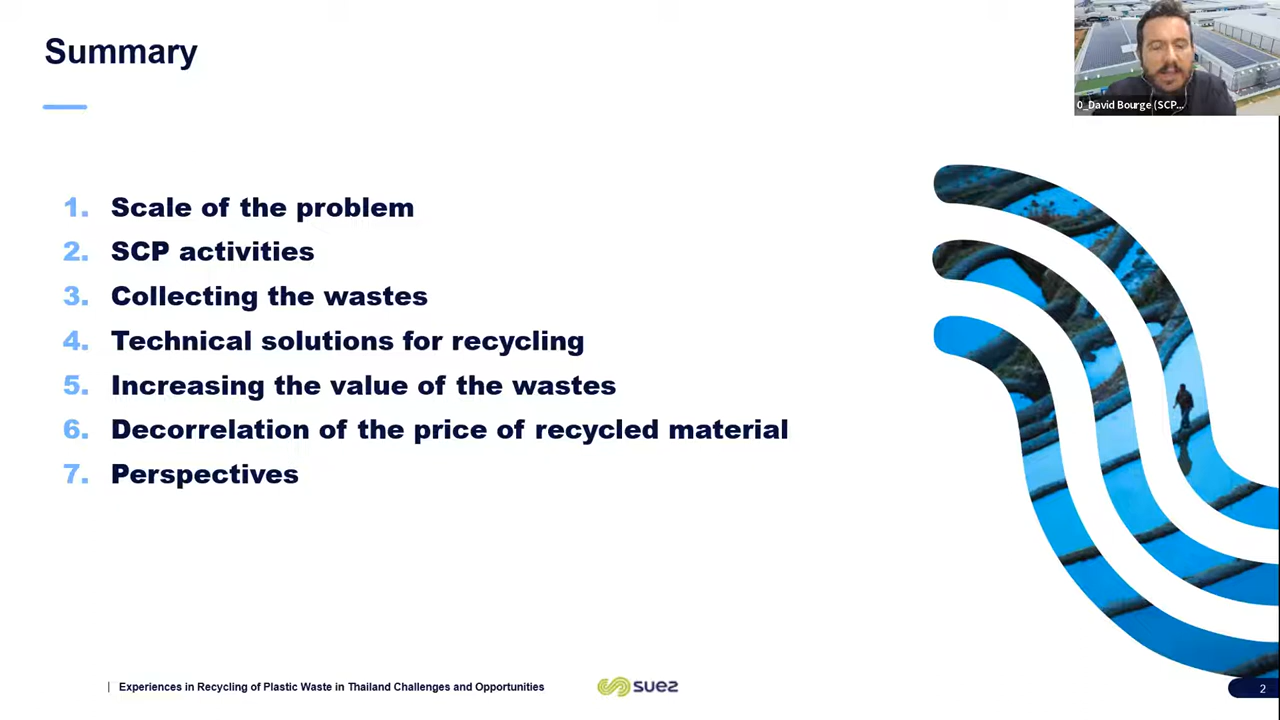 Summary
0_David Bourge (SCP...
1. Scale of the problem
2. SCP activities
3. Collecting the wastes
4. Technical solutions for recycling
5. Increasing the value of the wastes
6. Decorrelation of the price of recycled material
7. Perspectives
| Experiences in Recycling of Plastic Waste in Thailand Challenges and Opportunities
suez
2